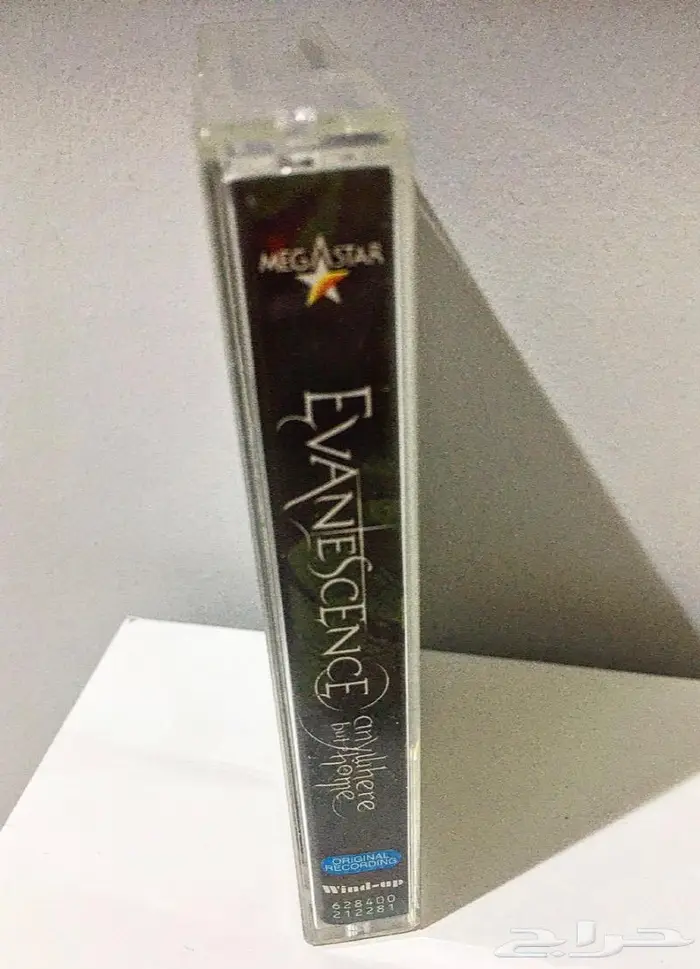 MEGASTAR
EVANESCENCE
anywhere
but home
ORIGINAL
RECORDING
Wind-up
628400
212281
حراج